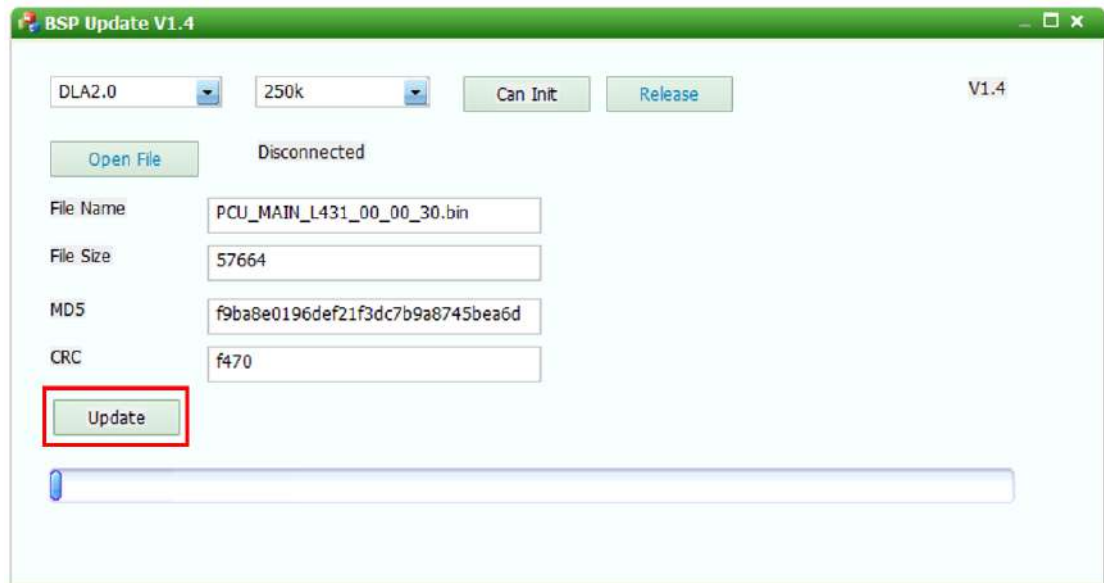 BSP Update V1.4
DLA2.0 250k Can Init Release V1.4
Open File Disconnected
File Name PCU_MAIN_L431_00_00_30.bin
File Size 57664
MD5 f9ba8e0196def21f3dc7b9a8745bea6d
CRC f470
Update